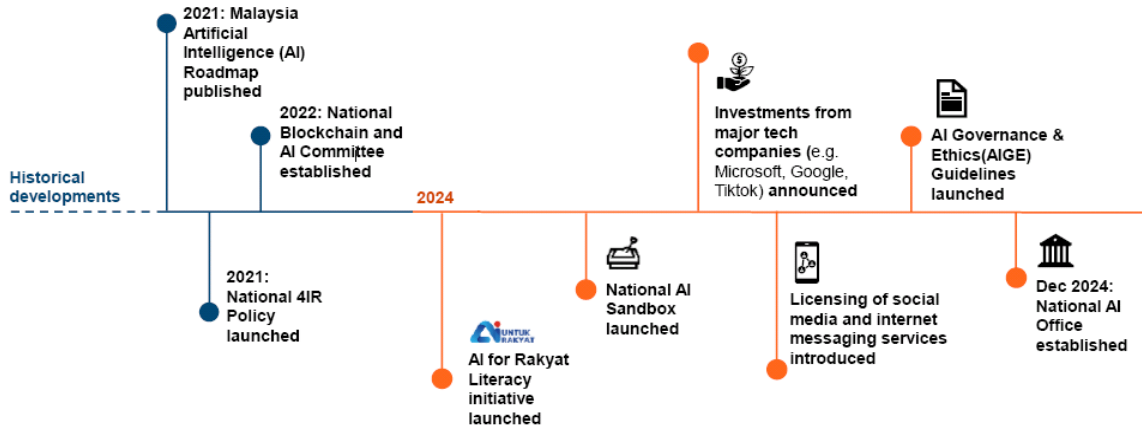 2021: Malaysia
Artificial
Intelligence (AI)
Roadmap
published
2022: National
Blockchain and
AI Committee
established
Historical
developments
2021:
National 4IR
Policy
launched
2024
AI UNTUK
RAKYAT
AI for Rakyat
Literacy
initiative
launched
National AI
Sandbox
launched
Investments from
major tech
companies (e.g.
Microsoft, Google,
Tiktok) announced
Licensing of social
media and internet
messaging services
introduced
AI Governance &
Ethics(AIGE)
Guidelines
launched
Dec 2024:
National AI
Office
established